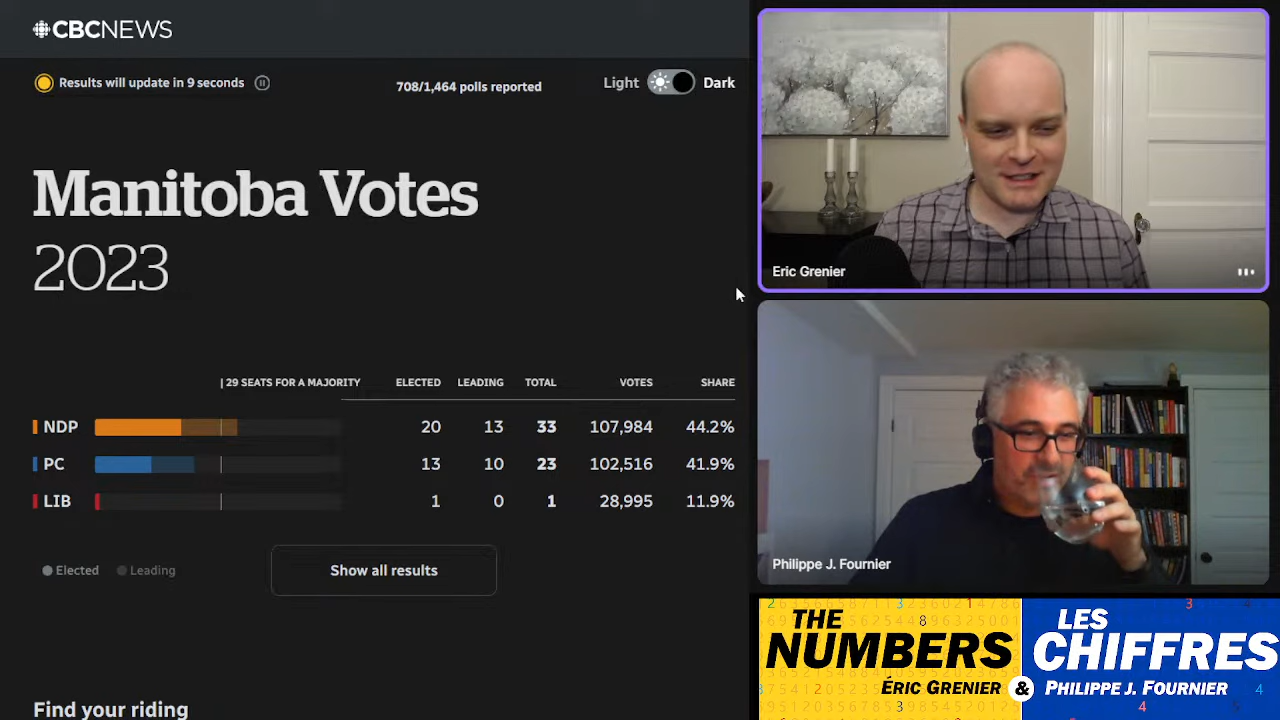 CBCNEWS
Results will update in 9 seconds
708/1,464 polls reported
Light
Dark
Manitoba Votes
2023
| 29 SEATS FOR A MAJORITY ELECTED LEADING TOTAL VOTES SHARE
NDP 20 13 33 107,984 44.2%
PC 13 10 23 102,516 41.9%
LIB 1 0 1 28,995 11.9%
Elected Leading
Show all results
Find your riding
Eric Grenier
Philippe J. Fournier
THE
NUMBERS
ÉRIC GRENIER
&
LES
CHIFFRES
PHILIPPE J. FOURNIER